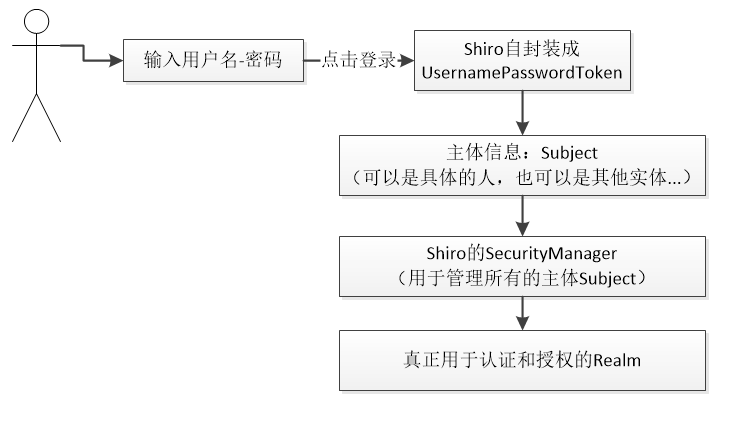 输入用户名-密码
点击登录
Shiro自封装成
UsernamePasswordToken
主体信息：Subject
（可以是具体的人，也可以是其他实体...）
Shiro的SecurityManager
（用于管理所有的主体Subject）
真正用于认证和授权的Realm